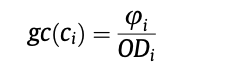 gc(c_i) = φ_i / OD_i